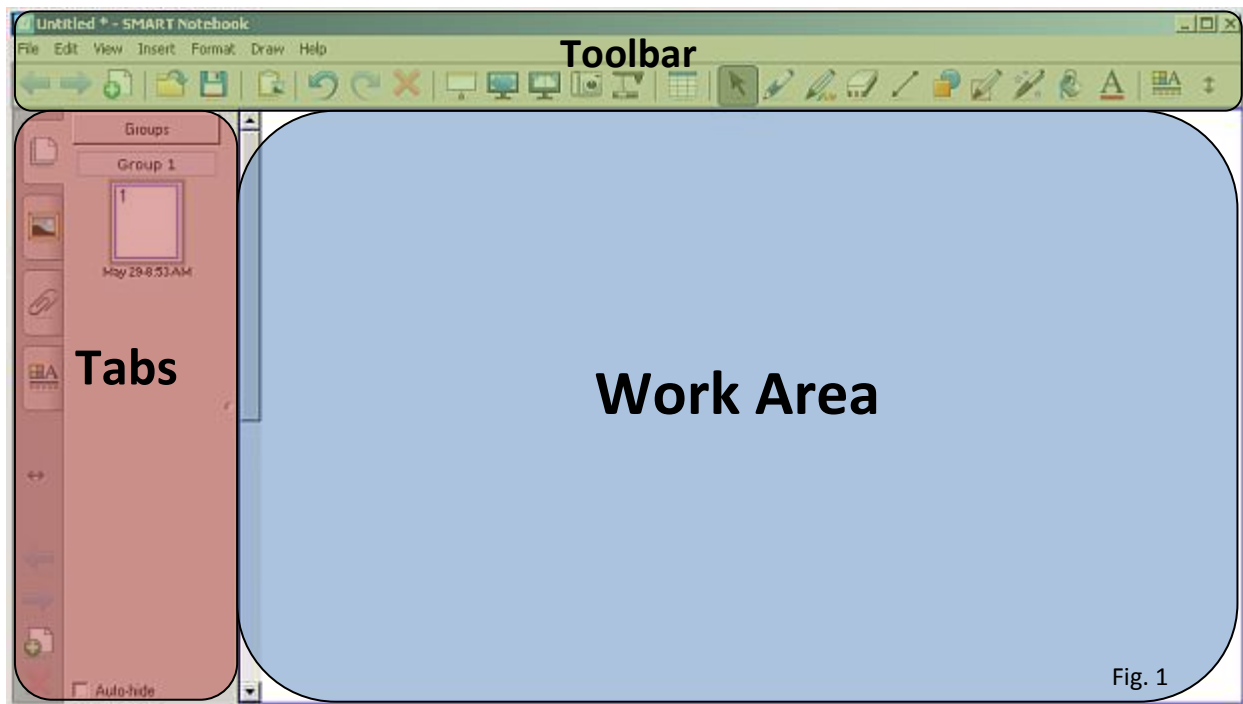 Untitled * - SMART Notebook
File Edit View Insert Format Draw Help
Toolbar
A A
Groups
Group 1
1
May 29-8:53 AM
A
Tabs
Work Area
Auto-hide
Fig. 1